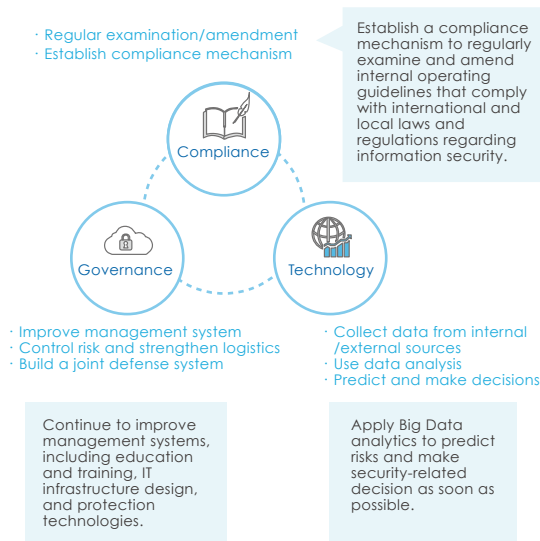 · Regular examination/amendment
· Establish compliance mechanism
Establish a compliance
mechanism to regularly
examine and amend
internal operating
guidelines that comply
with international and
local laws and
regulations regarding
information security.
Compliance
Governance
Technology
· Improve management system
· Control risk and strengthen logistics
· Build a joint defense system
· Collect data from internal
/external sources
· Use data analysis
· Predict and make decisions
Continue to improve
management systems,
including education
and training, IT
infrastructure design,
and protection
technologies.
Apply Big Data
analytics to predict
risks and make
security-related
decision as soon as
possible.